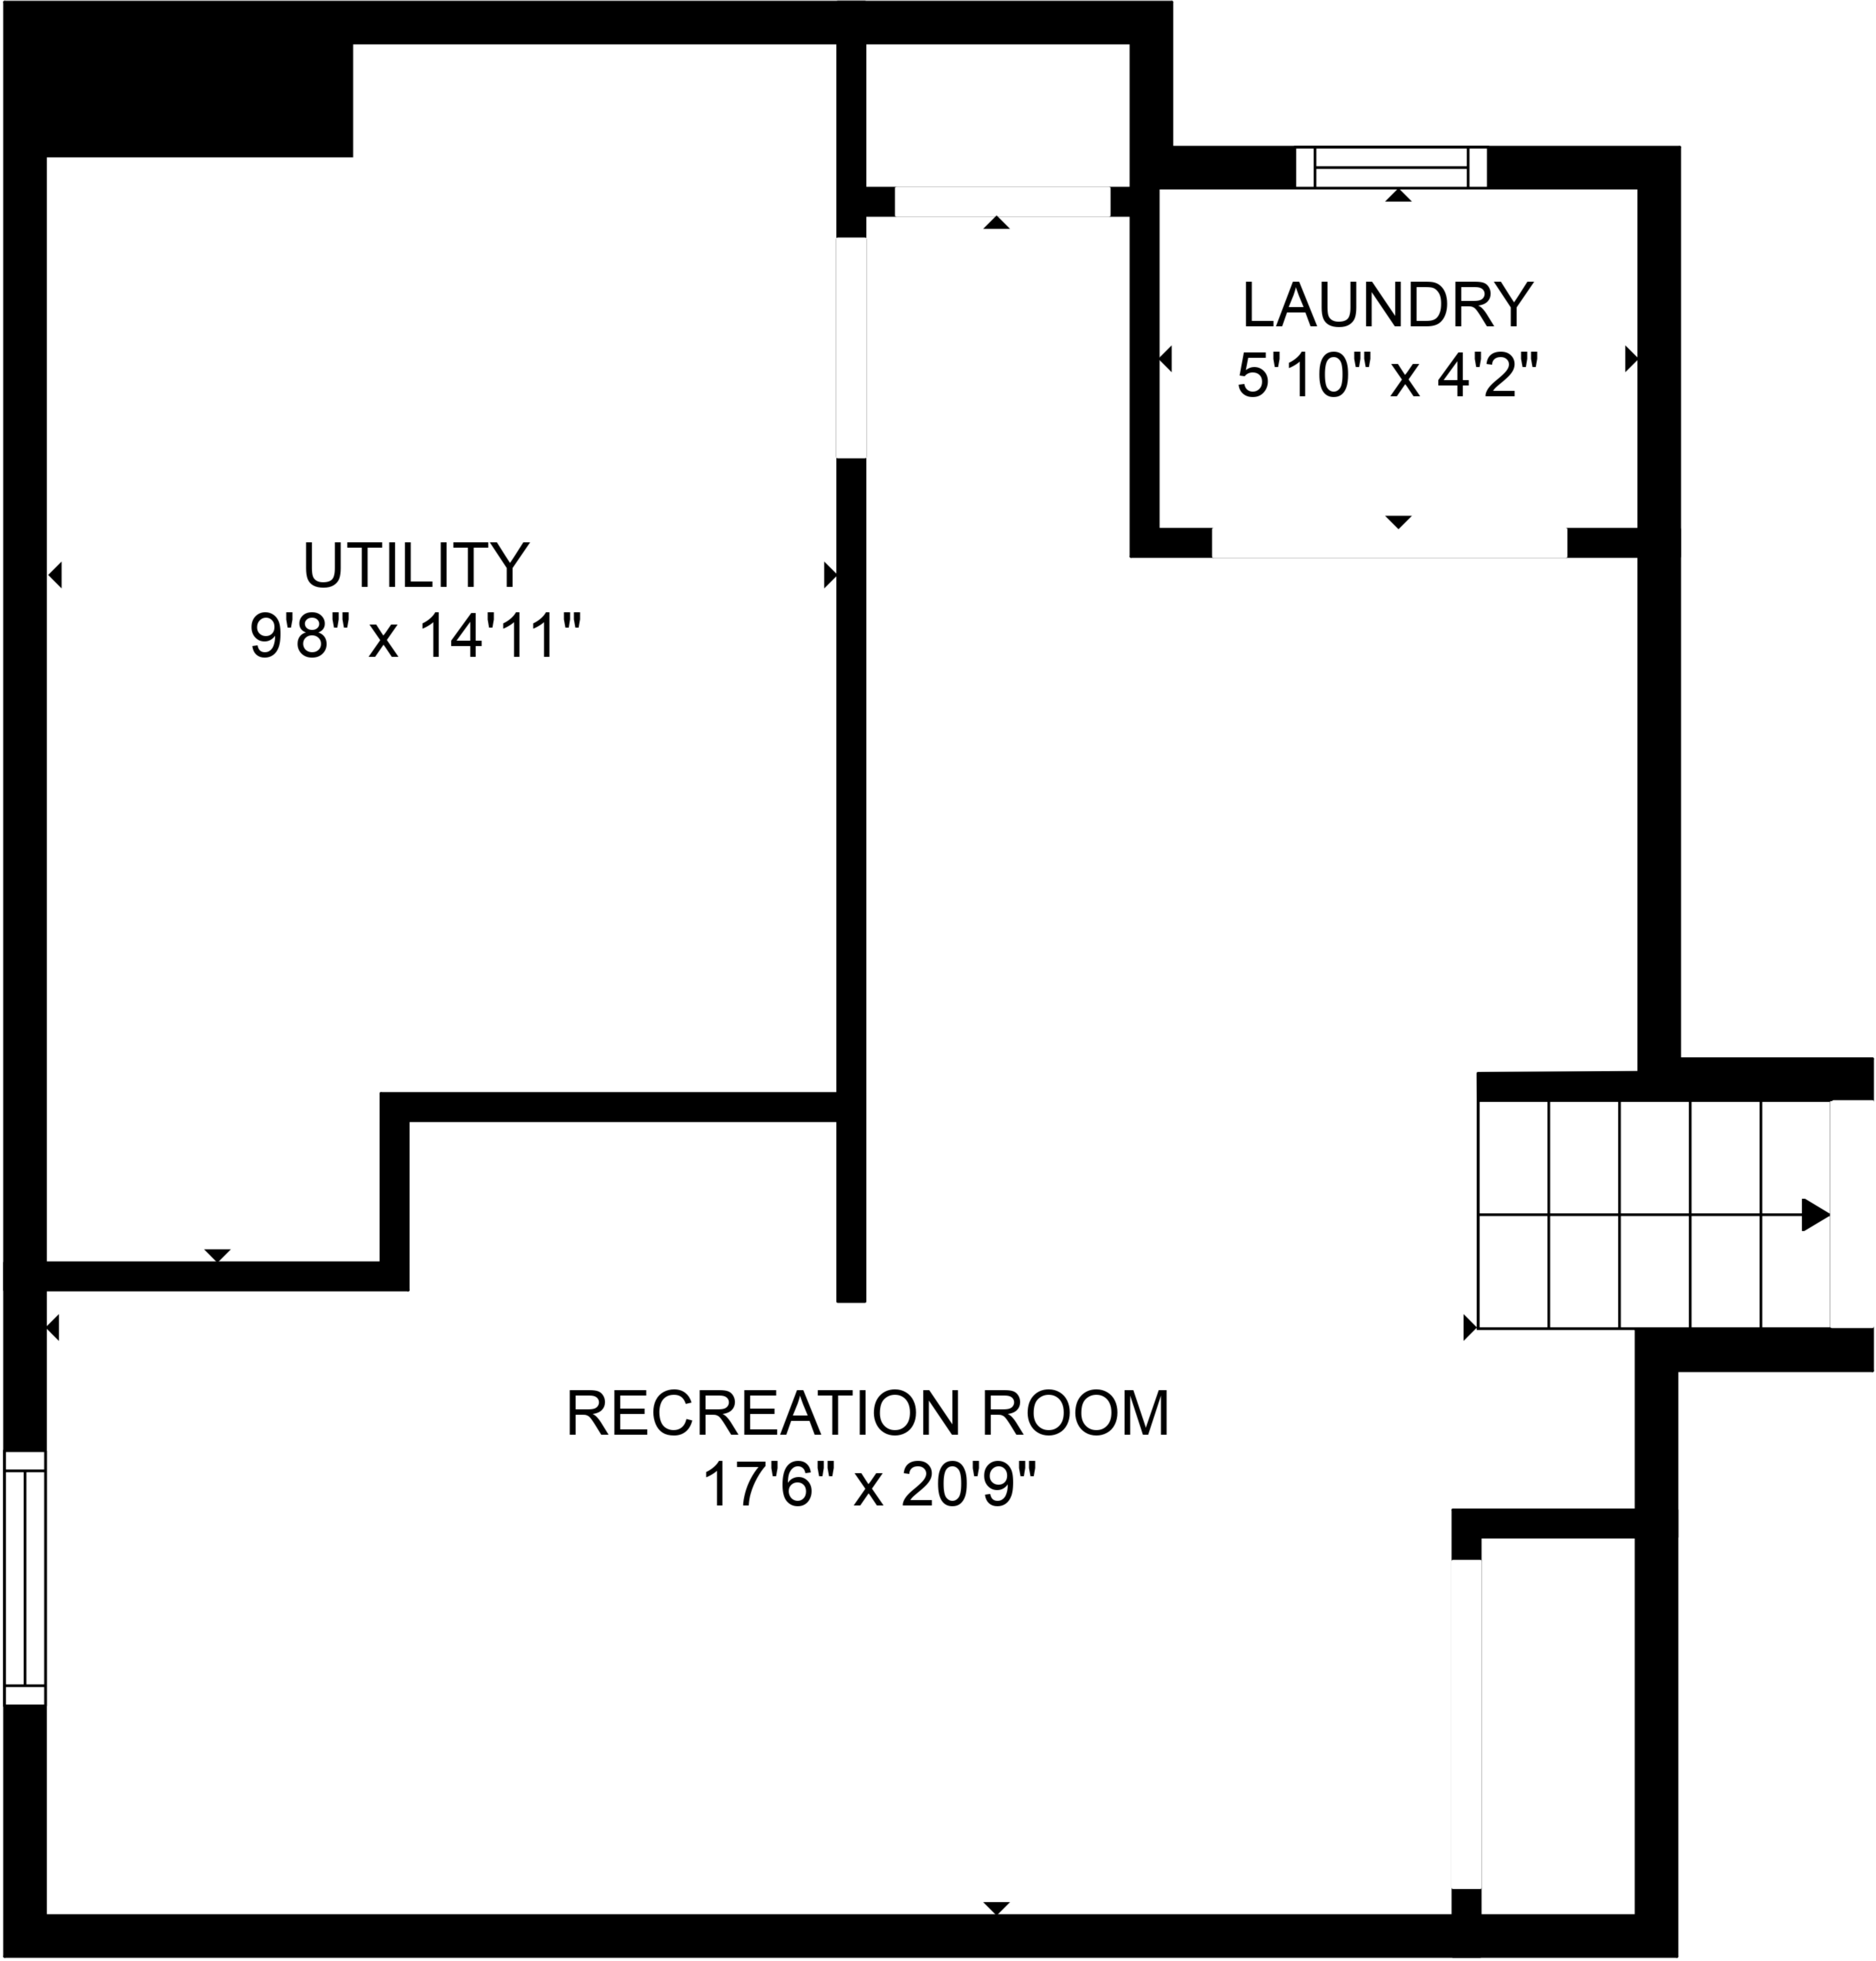 LAUNDRY
5'10" x 4'2"
UTILITY
9'8" x 14'11"
RECREATION ROOM
17'6" x 20'9"